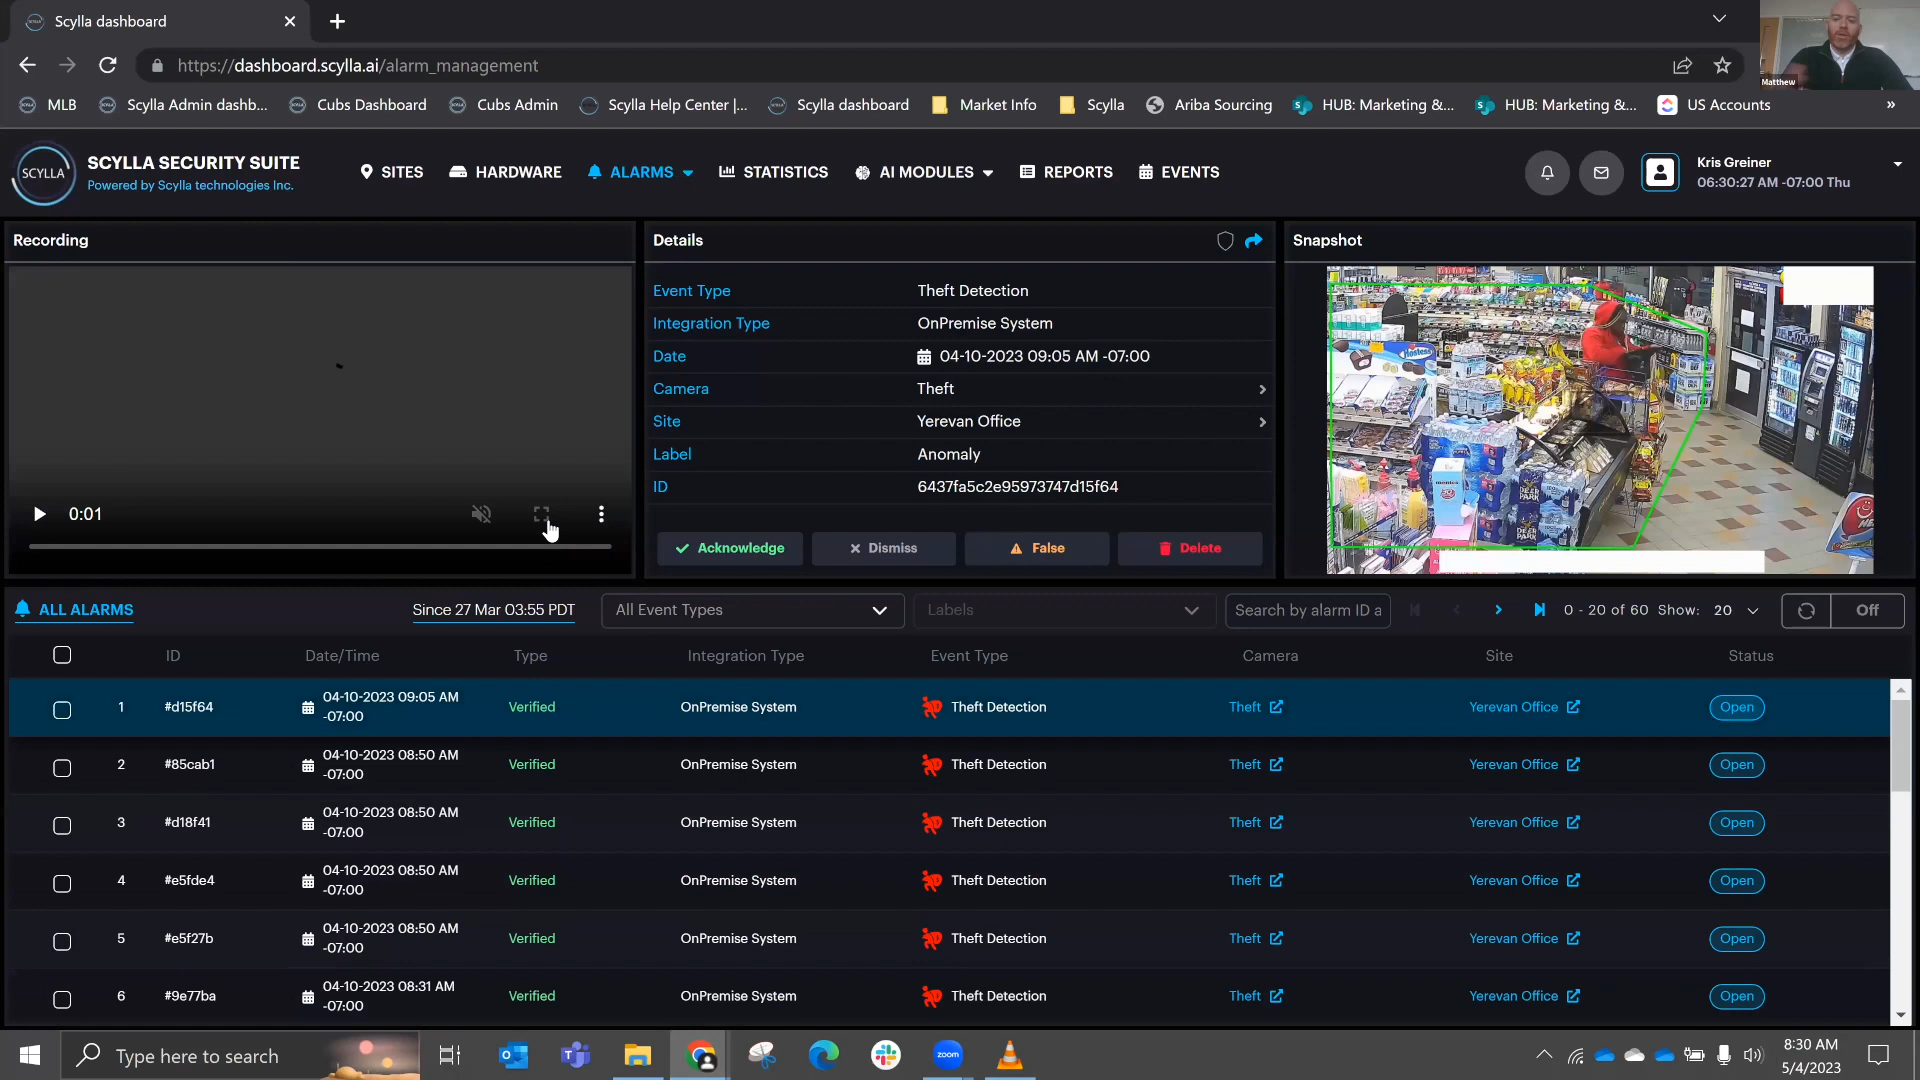 Scylla dashboard
https://dashboard.scylla.ai/alarm_management
Matthew
MLB Scylla Admin dashb... Cubs Dashboard Cubs Admin Scylla Help Center |... Scylla dashboard Market Info Scylla Ariba Sourcing HUB: Marketing &... HUB: Marketing &... US Accounts »
SCYLLA
SCYLLA SECURITY SUITE
Powered by Scylla technologies Inc.
SITES HARDWARE ALARMS STATISTICS AI MODULES REPORTS EVENTS
Kris Greiner
06:30:27 AM -07:00 Thu
Recording
0:01
Details
Event Type Theft Detection
Integration Type OnPremise System
Date 04-10-2023 09:05 AM -07:00
Camera Theft
Site Yerevan Office
Label Anomaly
ID 6437fa5c2e95973747d15f64
Acknowledge Dismiss False Delete
Snapshot
Hostess
DEER PARK
DEER PARK
ALL ALARMS Since 27 Mar 03:55 PDT All Event Types Labels Search by alarm ID a 0 - 20 of 60 Show: 20 Off
ID Date/Time Type Integration Type Event Type Camera Site Status
1 #d15f64 04-10-2023 09:05 AM -07:00 Verified OnPremise System Theft Detection Theft Yerevan Office Open
2 #85cab1 04-10-2023 08:50 AM -07:00 Verified OnPremise System Theft Detection Theft Yerevan Office Open
3 #d18f41 04-10-2023 08:50 AM -07:00 Verified OnPremise System Theft Detection Theft Yerevan Office Open
4 #e5fde4 04-10-2023 08:50 AM -07:00 Verified OnPremise System Theft Detection Theft Yerevan Office Open
5 #e5f27b 04-10-2023 08:50 AM -07:00 Verified OnPremise System Theft Detection Theft Yerevan Office Open
6 #9e77ba 04-10-2023 08:31 AM -07:00 Verified OnPremise System Theft Detection Theft Yerevan Office Open
Type here to search
zoom
8:30 AM
5/4/2023